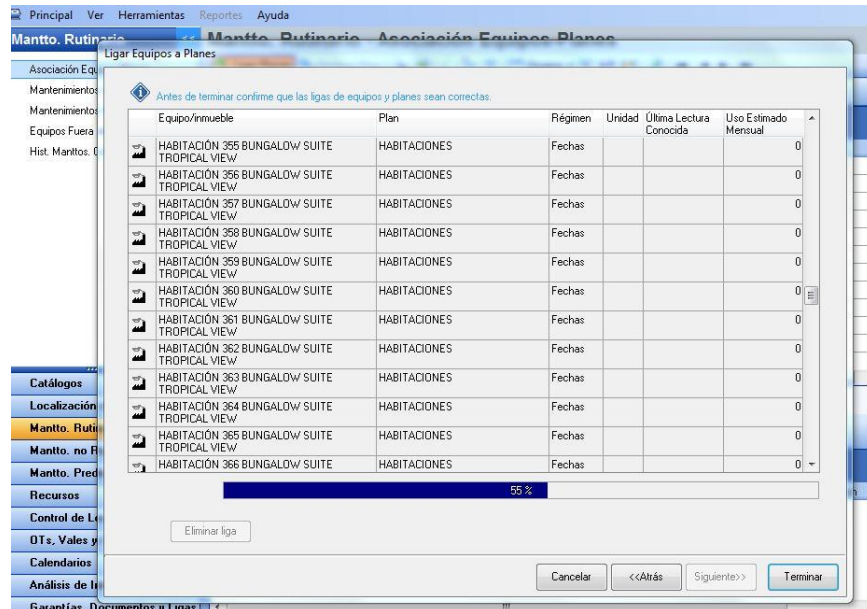 Principal Ver Herramientas Reportes Ayuda
Mantto. Rutinario << Mantto. Rutinario - Asociación Equipos-Planes
Ligar Equipos a Planes
Asociación Equ
Mantenimientos
Mantenimientos
Equipos Fuera
Hist. Manttos.
Antes de terminar confirme que las ligas de equipos y planes sean correctas.
Equipo/inmueble Plan Régimen Unidad Última Lectura Conocida Uso Estimado Mensual
HABITACIÓN 355 BUNGALOW SUITE HABITACIONES Fechas 0
TROPICAL VIEW
HABITACIÓN 356 BUNGALOW SUITE HABITACIONES Fechas 0
TROPICAL VIEW
HABITACIÓN 357 BUNGALOW SUITE HABITACIONES Fechas 0
TROPICAL VIEW
HABITACIÓN 358 BUNGALOW SUITE HABITACIONES Fechas 0
TROPICAL VIEW
HABITACIÓN 359 BUNGALOW SUITE HABITACIONES Fechas 0
TROPICAL VIEW
HABITACIÓN 360 BUNGALOW SUITE HABITACIONES Fechas 0
TROPICAL VIEW
HABITACIÓN 361 BUNGALOW SUITE HABITACIONES Fechas 0
TROPICAL VIEW
HABITACIÓN 362 BUNGALOW SUITE HABITACIONES Fechas 0
TROPICAL VIEW
HABITACIÓN 363 BUNGALOW SUITE HABITACIONES Fechas 0
TROPICAL VIEW
HABITACIÓN 364 BUNGALOW SUITE HABITACIONES Fechas 0
TROPICAL VIEW
HABITACIÓN 365 BUNGALOW SUITE HABITACIONES Fechas 0
TROPICAL VIEW
HABITACIÓN 366 BUNGALOW SUITE HABITACIONES Fechas 0
55 %
Eliminar liga
Cancelar <<Atrás Siguiente>> Terminar
Catálogos
Localización
Mantto. Ruti
Mantto. no R
Mantto. Pred
Recursos
Control de Le
OTs, Vales y
Calendarios
Análisis de In
Garantías, Documentos y Ligas